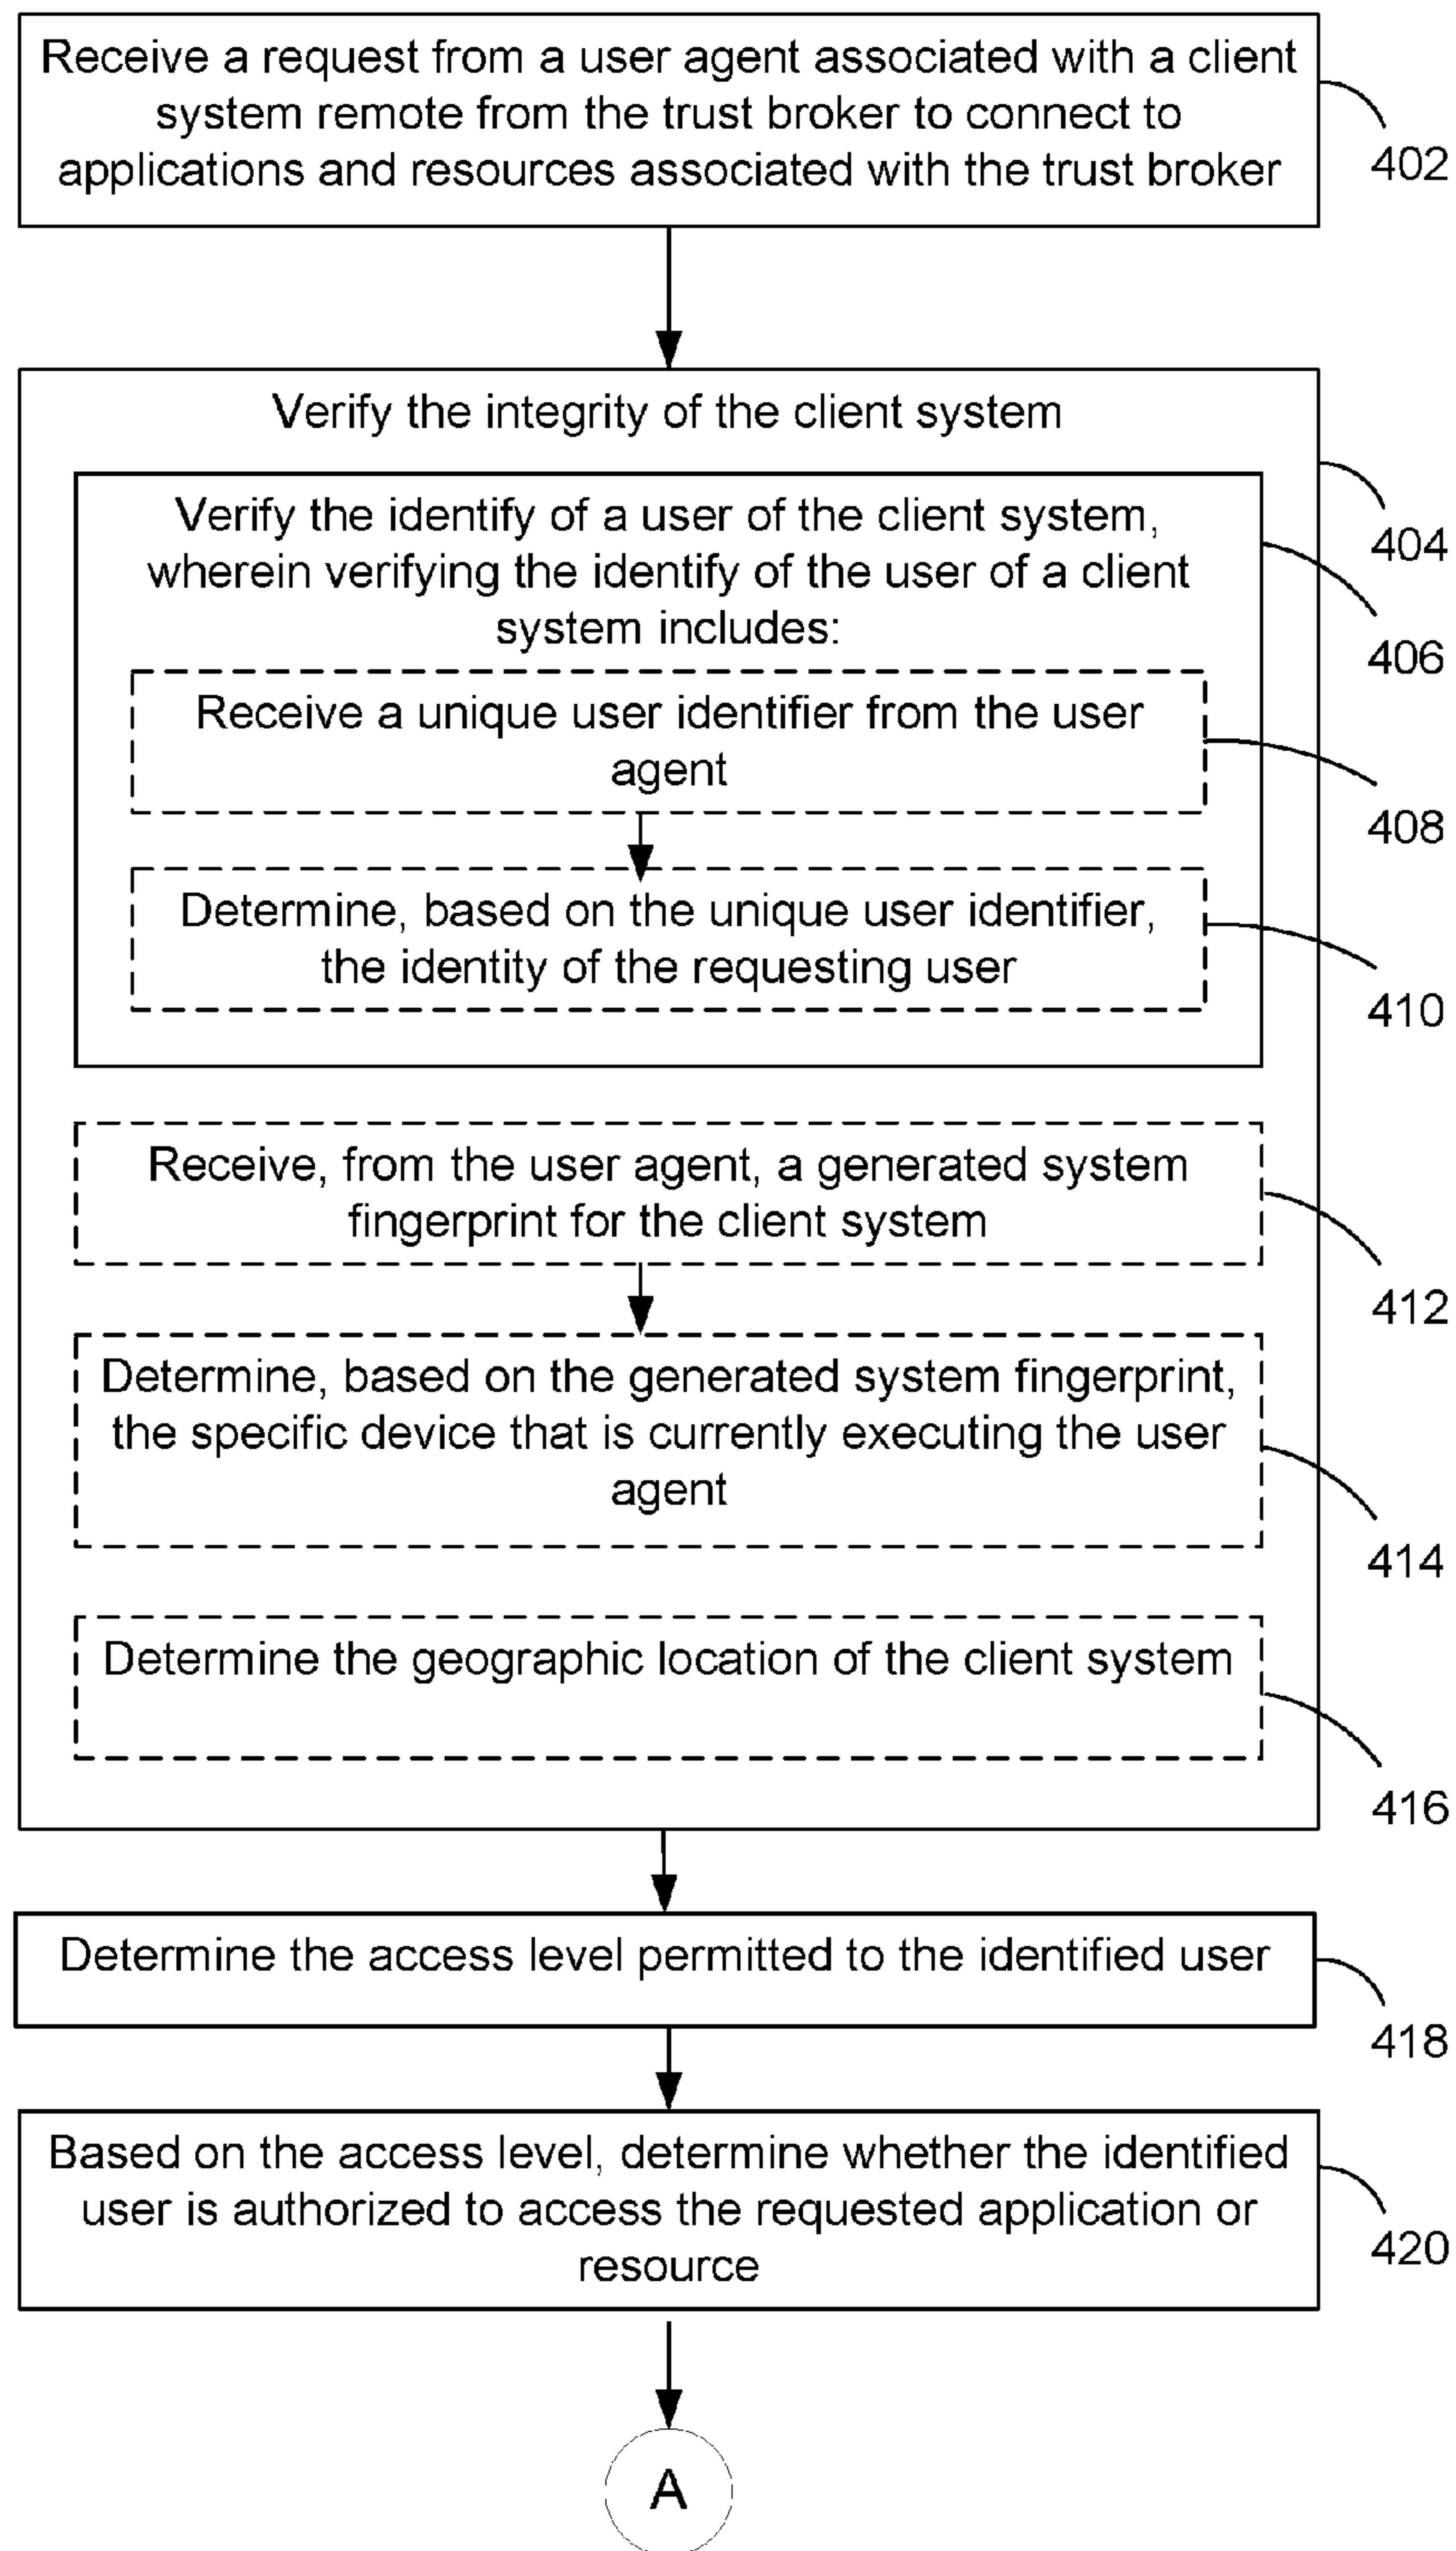 Receive a request from a user agent associated with a client
system remote from the trust broker to connect to
applications and resources associated with the trust broker
402
Verify the integrity of the client system
404
Verify the identify of a user of the client system,
wherein verifying the identify of the user of a client
system includes:
406
Receive a unique user identifier from the user
agent
408
Determine, based on the unique user identifier,
the identity of the requesting user
410
Receive, from the user agent, a generated system
fingerprint for the client system
412
Determine, based on the generated system fingerprint,
the specific device that is currently executing the user
agent
414
Determine the geographic location of the client system
416
Determine the access level permitted to the identified user
418
Based on the access level, determine whether the identified
user is authorized to access the requested application or
resource
420
A